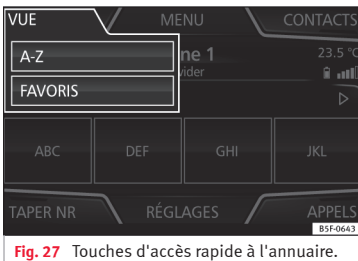 VUE
MENU
CONTACTS
A-Z
ne 1
23.5 °C
vider
FAVORIS
ABC
DEF
GHI
JKL
TAPER NR
RÉGLAGES
APPELS
B5F-0643
Fig. 27 Touches d'accès rapide à l'annuaire.